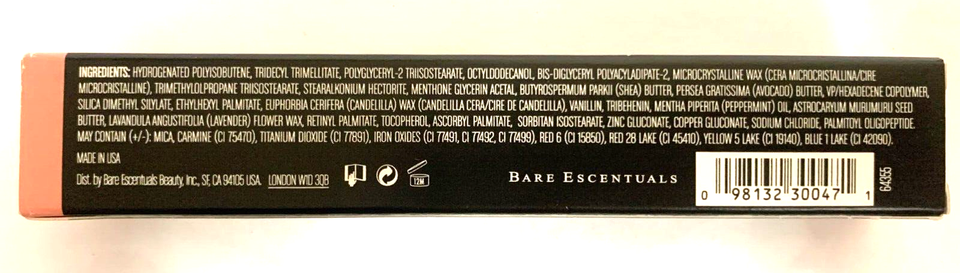 INGREDIENTS: HYDROGENATED POLYISOBUTENE, TRIDECYL TRIMELLITATE, POLYGLYCERYL-2 TRIISOSTEARATE, OCTYLDODECANOL, BIS-DIGLYCERYL POLYACYLADIPATE-2, MICROCRYSTALLINE WAX (CERA MICROCRISTALLINA/CIRE
MICROCRISTALLINE), TRIMETHYLOLPROPANE TRIISOSTEARATE, STEARALKONIUM HECTORITE, MENTHONE GLYCERIN ACETAL, BUTYROSPERMUM PARKII (SHEA) BUTTER, PERSEA GRATISSIMA (AVOCADO) BUTTER, VP/HEXADECENE COPOLYMER,
SILICA DIMETHYL SILYLATE, ETHYLHEXYL PALMITATE, EUPHORBIA CERIFERA (CANDELILLA) WAX (CANDELILLA CERA/CIRE DE CANDELILLA), VANILLIN, TRIBEHENIN, MENTHA PIPERITA (PEPPERMINT) OIL, ASTROCARYUM MURUMURU SEED
BUTTER, LAVANDULA ANGUSTIFOLIA (LAVENDER) FLOWER WAX, RETINYL PALMITATE, TOCOPHEROL, ASCORBYL PALMITATE, SORBITAN ISOSTEARATE, ZINC GLUCONATE, COPPER GLUCONATE, SODIUM CHLORIDE, PALMITOYL OLIGOPEPTIDE.
MAY CONTAIN (+/-): MICA, CARMINE (CI 75470), TITANIUM DIOXIDE (CI 77891), IRON OXIDES (CI 77491, CI 77492, CI 77499), RED 6 (CI 15850), RED 28 LAKE (CI 45410), YELLOW 5 LAKE (CI 19140), BLUE 1 LAKE (CI 42090).
MADE IN USA
Dist. by Bare Escentuals Beauty, Inc., SF, CA 94105 USA. LONDON W1D 3QB
12M
BARE ESCENTUALS
0 98132 30047 1
64355